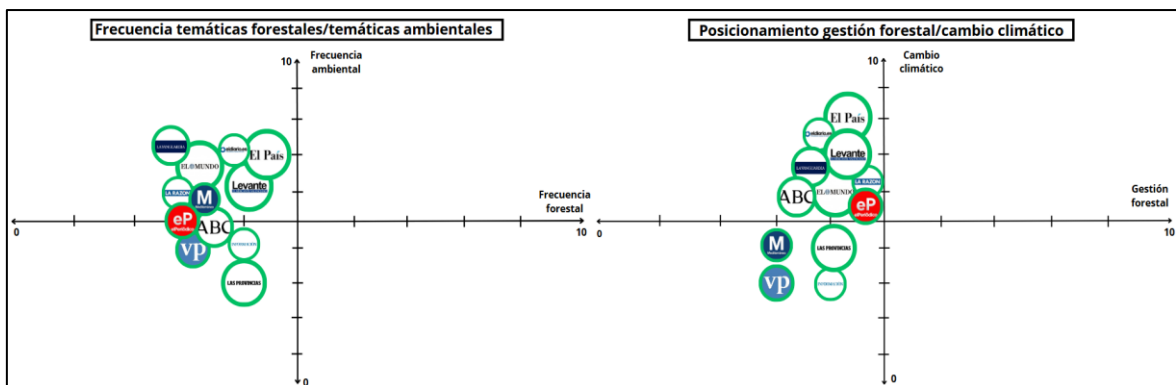 Frecuencia temáticas forestales/temáticas ambientales
Frecuencia
ambiental
10
El País
EL MUNDO
LA RAZON
Levante
M
eP
ABC
vp
LAS PROVINCIAS
Frecuencia
forestal
0
10
0
Posicionamiento gestión forestal/cambio climático
Cambio
climático
10
El País
Levante
LA RAZON
ABC
EL MUNDO
eP
M
LAS PROVINCIAS
vp
Gestión
forestal
0
10
0